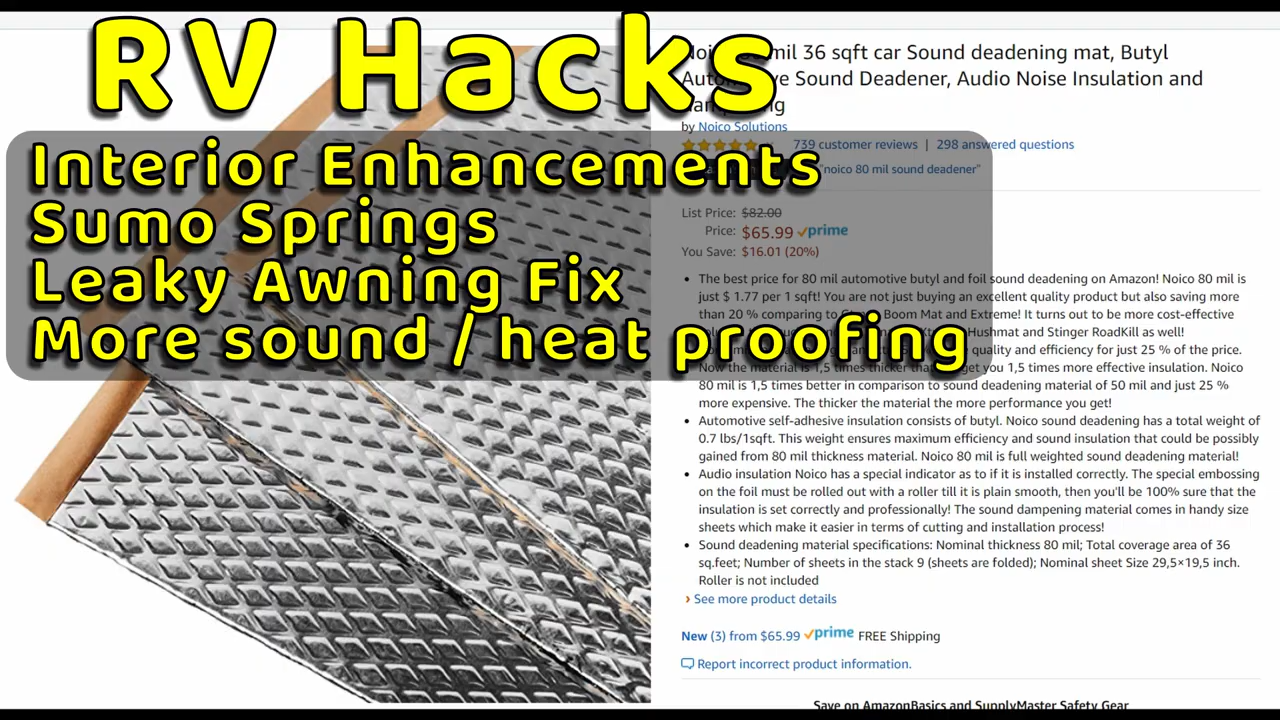 RV Hacks
Interior Enhancements
Sumo Springs
Leaky Awning Fix
More sound / heat proofing
mil 36 sqft car Sound deadening mat, Butyl
Sound Deadener, Audio Noise Insulation and
by Noico Solutions
739 customer reviews | 298 answered questions
"noico 80 mil sound deadener"
List Price: $82.00
Price: $65.99 prime
You Save: $16.01 (20%)
• The best price for 80 mil automotive butyl and foil sound deadening on Amazon! Noico 80 mil is
just $ 1.77 per 1 sqft! You are not just buying an excellent quality product but also saving more
than 20 % comparing to Boom Mat and Extreme! It turns out to be more cost-effective
Hushmat and Stinger RoadKill as well!
quality and efficiency for just 25 % of the price.
Now the material is 1,5 times thicker get you 1,5 times more effective insulation. Noico
80 mil is 1,5 times better in comparison to sound deadening material of 50 mil and just 25 %
more expensive. The thicker the material the more performance you get!
• Automotive self-adhesive insulation consists of butyl. Noico sound deadening has a total weight of
0.7 lbs/1sqft. This weight ensures maximum efficiency and sound insulation that could be possibly
gained from 80 mil thickness material. Noico 80 mil is full weighted sound deadening material!
• Audio insulation Noico has a special indicator as to if it is installed correctly. The special embossing
on the foil must be rolled out with a roller till it is plain smooth, then you'll be 100% sure that the
insulation is set correctly and professionally! The sound dampening material comes in handy size
sheets which make it easier in terms of cutting and installation process!
• Sound deadening material specifications: Nominal thickness 80 mil; Total coverage area of 36
sq.feet; Number of sheets in the stack 9 (sheets are folded); Nominal sheet Size 29,5×19,5 inch.
Roller is not included
› See more product details
New (3) from $65.99 prime FREE Shipping
Report incorrect product information.
Save on AmazonBasics and SupplyMaster Safety Gear